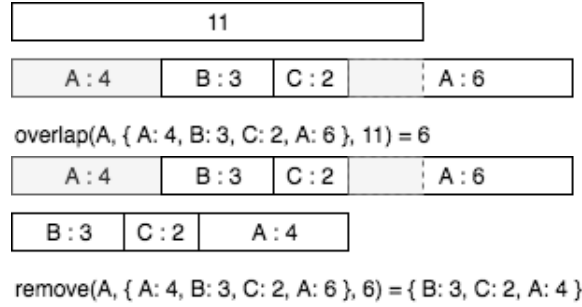 11
A : 4 B : 3 C : 2 A : 6
overlap(A, { A: 4, B: 3, C: 2, A: 6 }, 11) = 6
A : 4 B : 3 C : 2 A : 6
B : 3 C : 2 A : 4
remove(A, { A: 4, B: 3, C: 2, A: 6 }, 6) = { B: 3, C: 2, A: 4 }